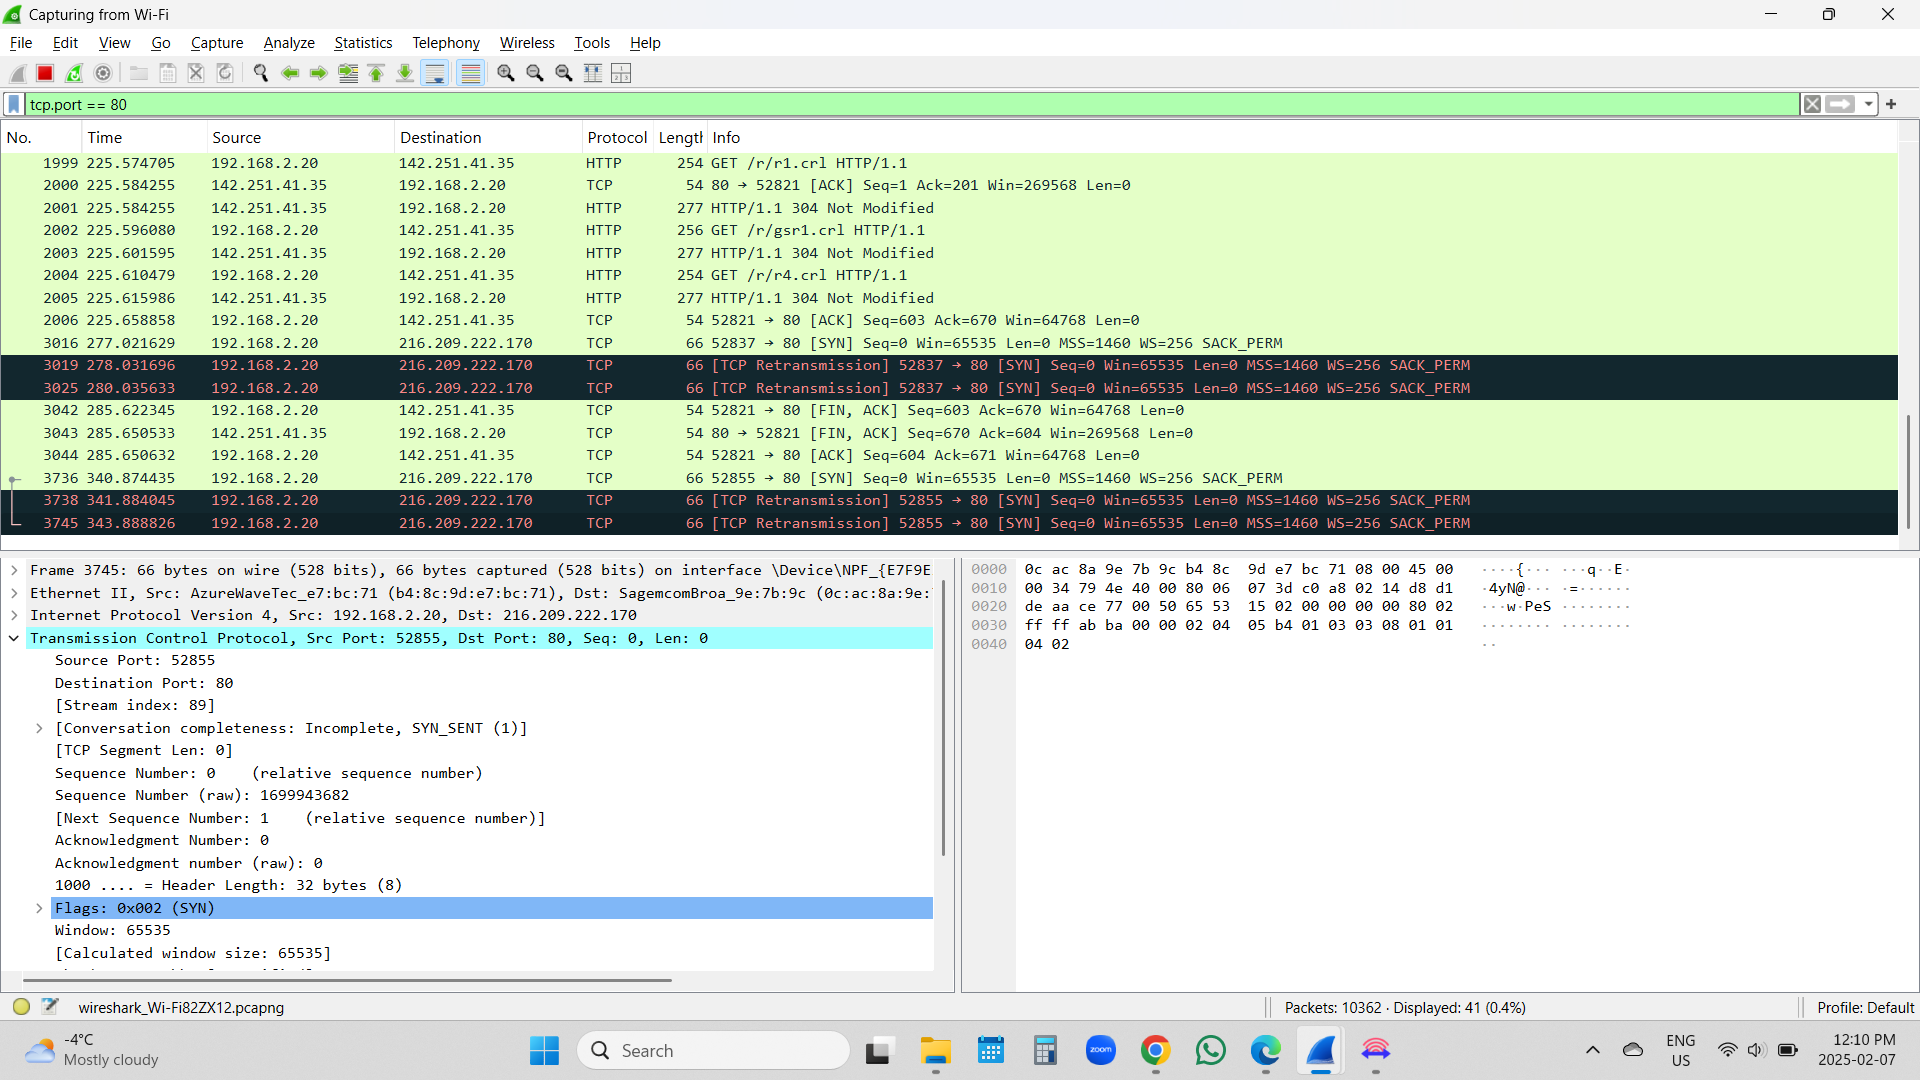 Capturing from Wi-Fi
File Edit View Go Capture Analyze Statistics Telephony Wireless Tools Help
tcp.port == 80
No. Time Source Destination Protocol Length Info
1999 225.574705 192.168.2.20 142.251.41.35 HTTP 254 GET /r/r1.crl HTTP/1.1
2000 225.584255 142.251.41.35 192.168.2.20 TCP 54 80 → 52821 [ACK] Seq=1 Ack=201 Win=269568 Len=0
2001 225.584255 142.251.41.35 192.168.2.20 HTTP 277 HTTP/1.1 304 Not Modified
2002 225.596080 192.168.2.20 142.251.41.35 HTTP 256 GET /r/gsr1.crl HTTP/1.1
2003 225.601595 142.251.41.35 192.168.2.20 HTTP 277 HTTP/1.1 304 Not Modified
2004 225.610479 192.168.2.20 142.251.41.35 HTTP 254 GET /r/r4.crl HTTP/1.1
2005 225.615986 142.251.41.35 192.168.2.20 HTTP 277 HTTP/1.1 304 Not Modified
2006 225.658858 192.168.2.20 142.251.41.35 TCP 54 52821 → 80 [ACK] Seq=603 Ack=670 Win=64768 Len=0
3016 277.021629 192.168.2.20 216.209.222.170 TCP 66 52837 → 80 [SYN] Seq=0 Win=65535 Len=0 MSS=1460 WS=256 SACK_PERM
3019 278.031696 192.168.2.20 216.209.222.170 TCP 66 [TCP Retransmission] 52837 → 80 [SYN] Seq=0 Win=65535 Len=0 MSS=1460 WS=256 SACK_PERM
3025 280.035633 192.168.2.20 216.209.222.170 TCP 66 [TCP Retransmission] 52837 → 80 [SYN] Seq=0 Win=65535 Len=0 MSS=1460 WS=256 SACK_PERM
3042 285.622345 192.168.2.20 142.251.41.35 TCP 54 52821 → 80 [FIN, ACK] Seq=603 Ack=670 Win=64768 Len=0
3043 285.650533 142.251.41.35 192.168.2.20 TCP 54 80 → 52821 [FIN, ACK] Seq=670 Ack=604 Win=269568 Len=0
3044 285.650632 192.168.2.20 142.251.41.35 TCP 54 52821 → 80 [ACK] Seq=604 Ack=671 Win=64768 Len=0
3736 340.874435 192.168.2.20 216.209.222.170 TCP 66 52855 → 80 [SYN] Seq=0 Win=65535 Len=0 MSS=1460 WS=256 SACK_PERM
3738 341.884045 192.168.2.20 216.209.222.170 TCP 66 [TCP Retransmission] 52855 → 80 [SYN] Seq=0 Win=65535 Len=0 MSS=1460 WS=256 SACK_PERM
3745 343.888826 192.168.2.20 216.209.222.170 TCP 66 [TCP Retransmission] 52855 → 80 [SYN] Seq=0 Win=65535 Len=0 MSS=1460 WS=256 SACK_PERM
Frame 3745: 66 bytes on wire (528 bits), 66 bytes captured (528 bits) on interface \Device\NPF_{E7F9E
Ethernet II, Src: AzureWaveTec_e7:bc:71 (b4:8c:9d:e7:bc:71), Dst: SagemcomBroa_9e:7b:9c (0c:ac:8a:9e:
Internet Protocol Version 4, Src: 192.168.2.20, Dst: 216.209.222.170
Transmission Control Protocol, Src Port: 52855, Dst Port: 80, Seq: 0, Len: 0
Source Port: 52855
Destination Port: 80
[Stream index: 89]
[Conversation completeness: Incomplete, SYN_SENT (1)]
[TCP Segment Len: 0]
Sequence Number: 0 (relative sequence number)
Sequence Number (raw): 1699943682
[Next Sequence Number: 1 (relative sequence number)]
Acknowledgment Number: 0
Acknowledgment number (raw): 0
1000 .... = Header Length: 32 bytes (8)
Flags: 0x002 (SYN)
Window: 65535
[Calculated window size: 65535]
0000 0c ac 8a 9e 7b 9c b4 8c 9d e7 bc 71 08 00 45 00 ····{··· ···q··E·
0010 00 34 79 4e 40 00 80 06 07 3d c0 a8 02 14 d8 d1 ·4yN@··· ·=······
0020 de aa ce 77 00 50 65 53 15 02 00 00 00 00 80 02 ···w·PeS ········
0030 ff ff ab ba 00 00 02 04 05 b4 01 03 03 08 01 01 ········ ········
0040 04 02 ··
wireshark_Wi-Fi82ZX12.pcapng
Packets: 10362 · Displayed: 41 (0.4%)
Profile: Default
-4°C
Mostly cloudy
Search
zoom
ENG
US
12:10 PM
2025-02-07